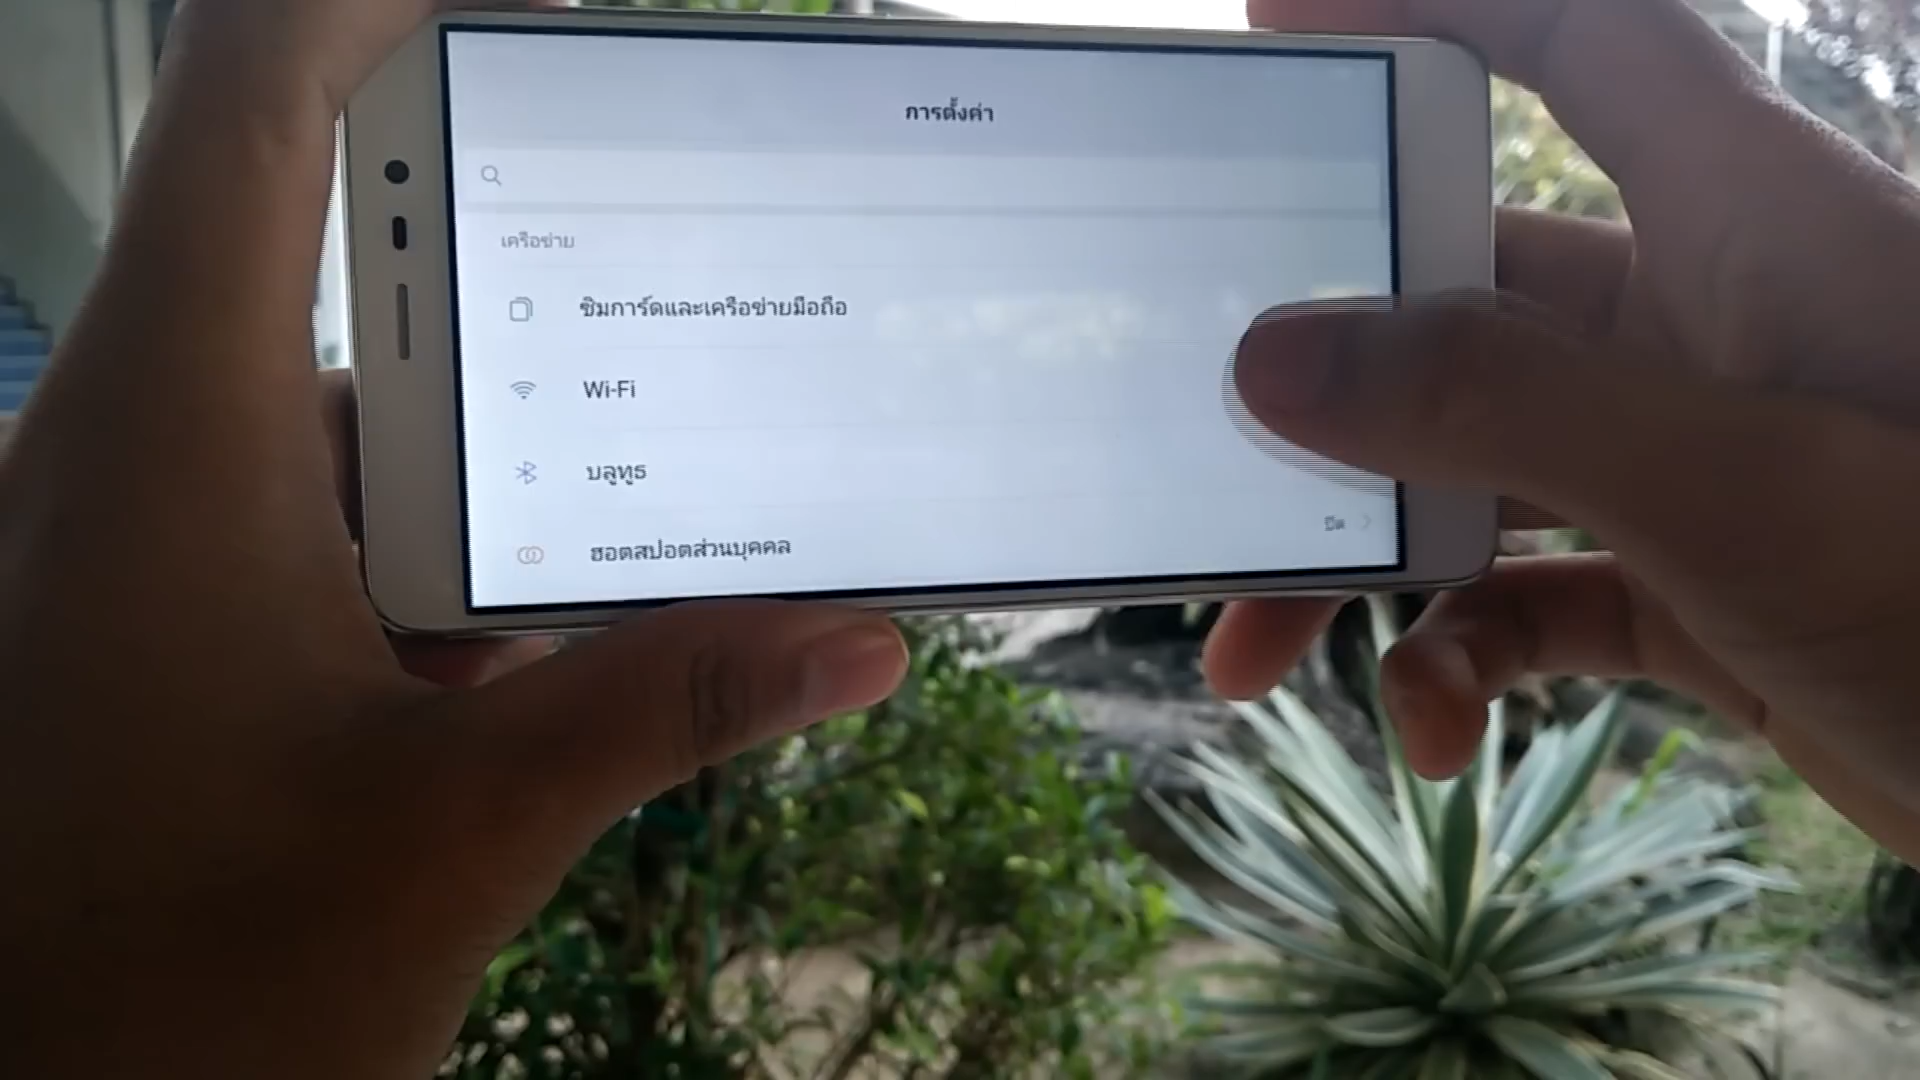 การตั้งค่า
เครือข่าย
ซิมการ์ดและเครือข่ายมือถือ
Wi-Fi
บลูทูธ
ฮอตสปอตส่วนบุคคล
ปิด